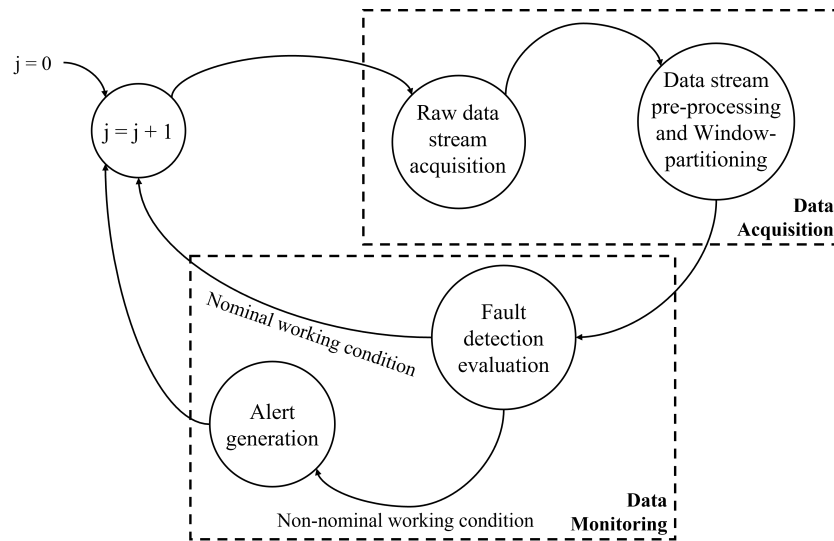 j = 0
j = j + 1
Raw data
stream
acquisition
Data stream
pre-processing
and Window-
partitioning
Data
Acquisition
Nominal working condition
Fault
detection
evaluation
Alert
generation
Non-nominal working condition
Data
Monitoring